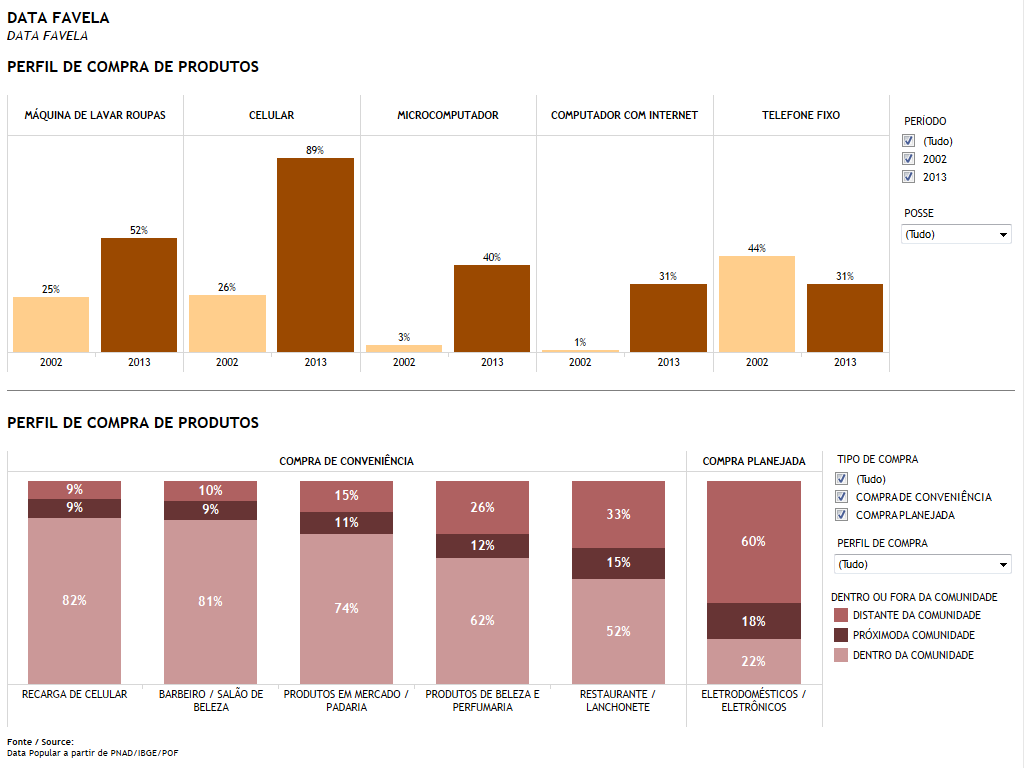 DATA FAVELA
DATA FAVELA
PERFIL DE COMPRA DE PRODUTOS
MÁQUINA DE LAVAR ROUPAS
CELULAR
MICROCOMPUTADOR
COMPUTADOR COM INTERNET
TELEFONE FIXO
25%
52%
26%
89%
3%
40%
1%
31%
44%
31%
2002
2013
2002
2013
2002
2013
2002
2013
2002
2013
PERÍODO
(Tudo)
2002
2013
POSSE
(Tudo)
PERFIL DE COMPRA DE PRODUTOS
COMPRA DE CONVENIÊNCIA
COMPRA PLANEJADA
9%
9%
82%
10%
9%
81%
15%
11%
74%
26%
12%
62%
33%
15%
52%
60%
18%
22%
RECARGA DE CELULAR
BARBEIRO / SALÃO DE
BELEZA
PRODUTOS EM MERCADO /
PADARIA
PRODUTOS DE BELEZA E
PERFUMARIA
RESTAURANTE /
LANCHONETE
ELETRODOMÉSTICOS /
ELETRÔNICOS
TIPO DE COMPRA
(Tudo)
COMPRA DE CONVENIÊNCIA
COMPRA PLANEJADA
PERFIL DE COMPRA
(Tudo)
DENTRO OU FORA DA COMUNIDADE
DISTANTE DA COMUNIDADE
PRÓXIMODA COMUNIDADE
DENTRO DA COMUNIDADE
Fonte / Source:
Data Popular a partir de PNAD/IBGE/POF